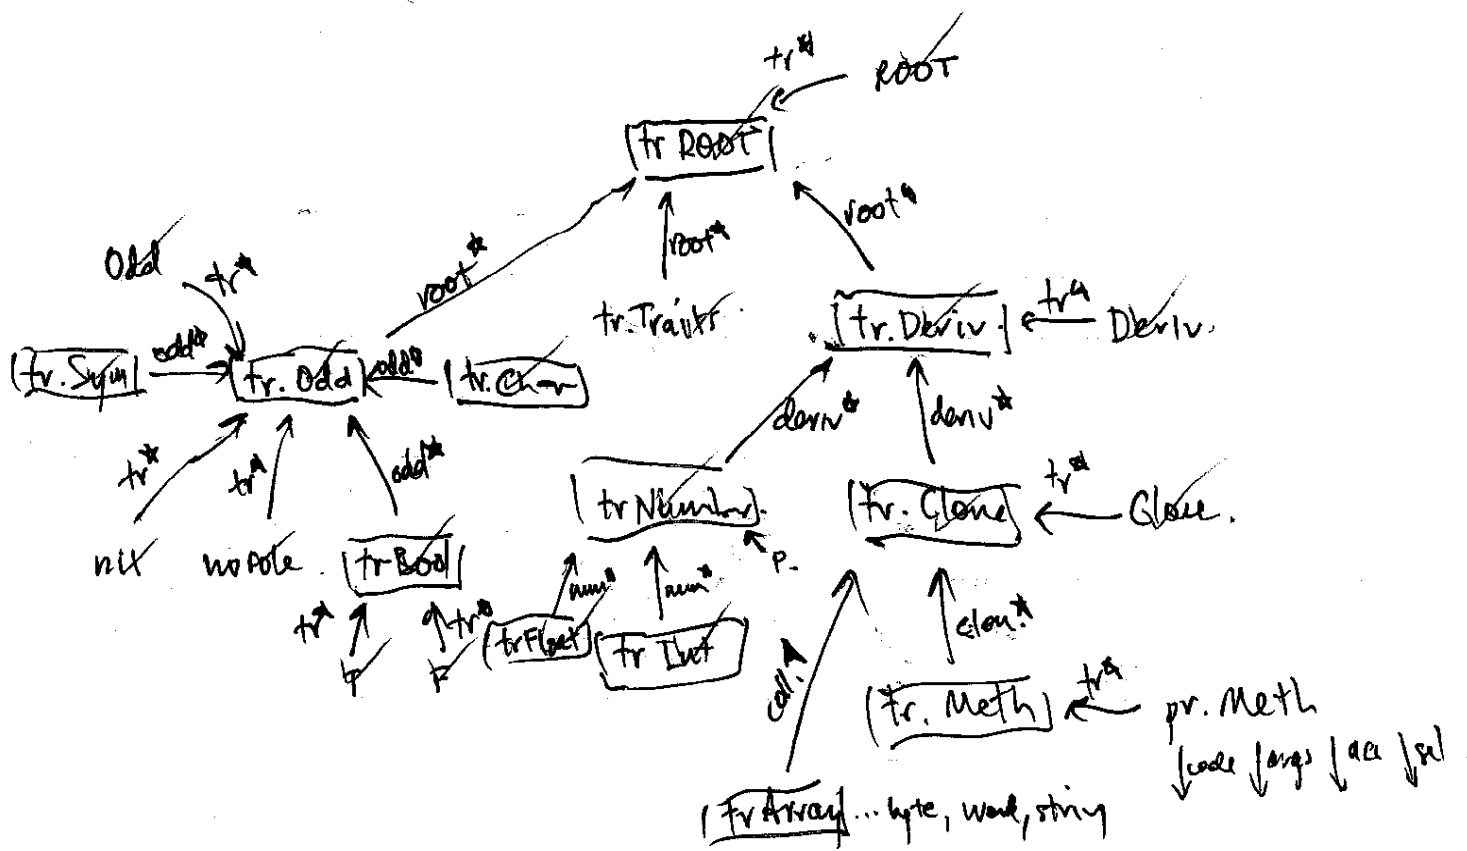 tr* ROOT
tr ROOT
root* root* root*
Odd tr*
tr.Traits. tr.Deriv. tr* Deriv.
tr.Sym odd* tr.Odd odd* tr.Char
deriv* deriv*
tr* tr* odd*
tr Number. tr.Clone tr* Clone.
nil no role. tr Bool P.
num* num*
tr* tr* tr Float tr Int clon.*
T F
coll.* tr.Meth tr* pr.Meth
↓code ↓args ↓sel
tr Array ... byte, word, string